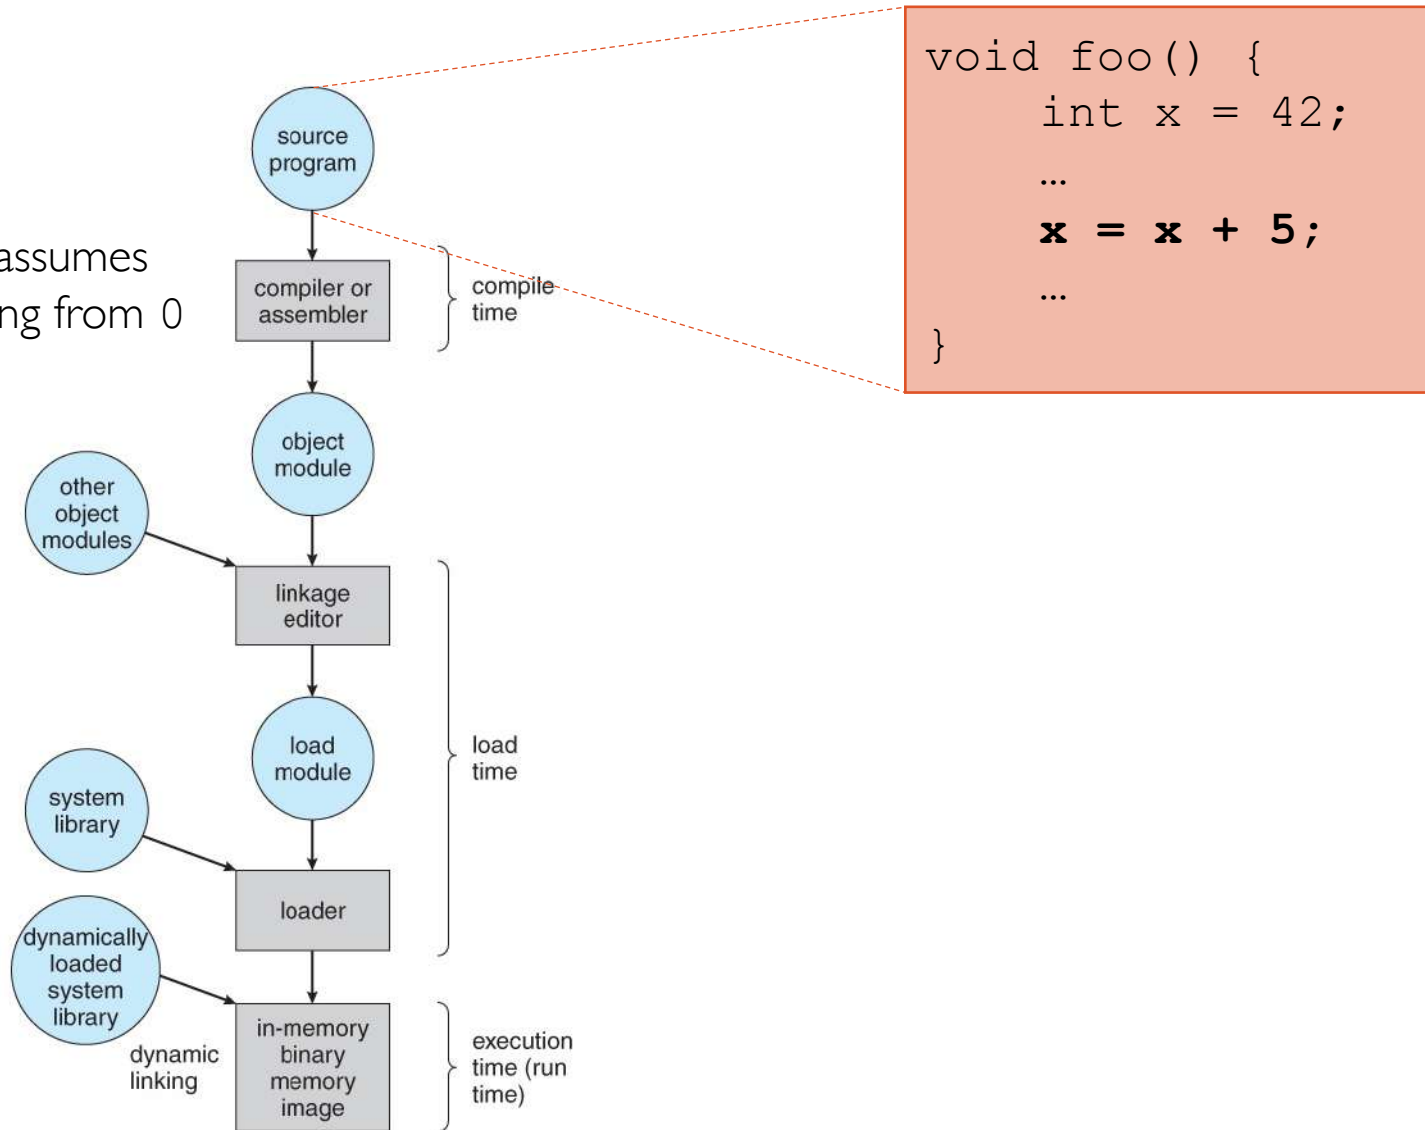 void foo() {
int x = 42;
…
x = x + 5;
…
}
source
program
assumes
ng from 0
compiler or
assembler
compile
time
object
module
other
object
modules
linkage
editor
load
module
load
time
system
library
loader
dynamically
loaded
system
library
dynamic
linking
in-memory
binary
memory
image
execution
time (run
time)